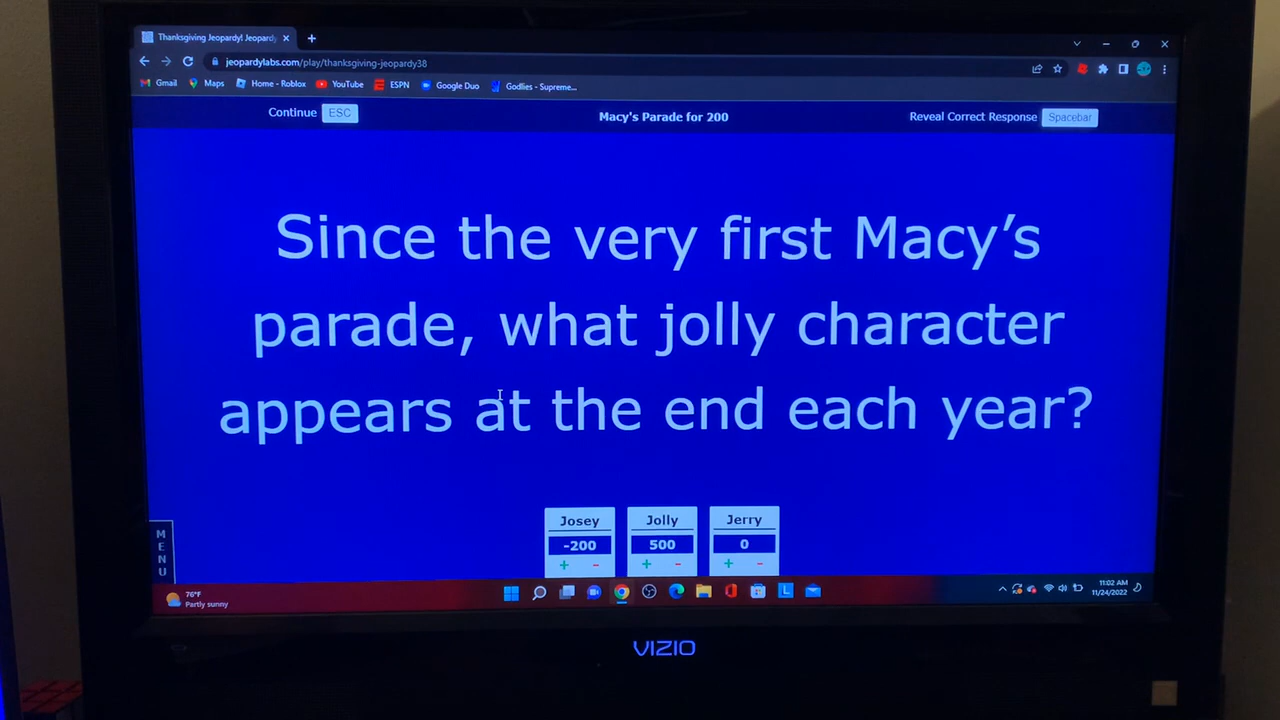 Thanksgiving Jeopardy! Jeopardy
jeopardylabs.com/play/thanksgiving-jeopardy38
Gmail Maps Home - Roblox YouTube ESPN Google Duo Godlies - Supreme...
Continue ESC Macy's Parade for 200 Reveal Correct Response Spacebar
Since the very first Macy's
parade, what jolly character
appears at the end each year?
MENU
Josey Jolly Jerry
-200 500 0
+ - + - + -
76°F
Partly sunny
11:02 AM
11/24/2022
VIZIO